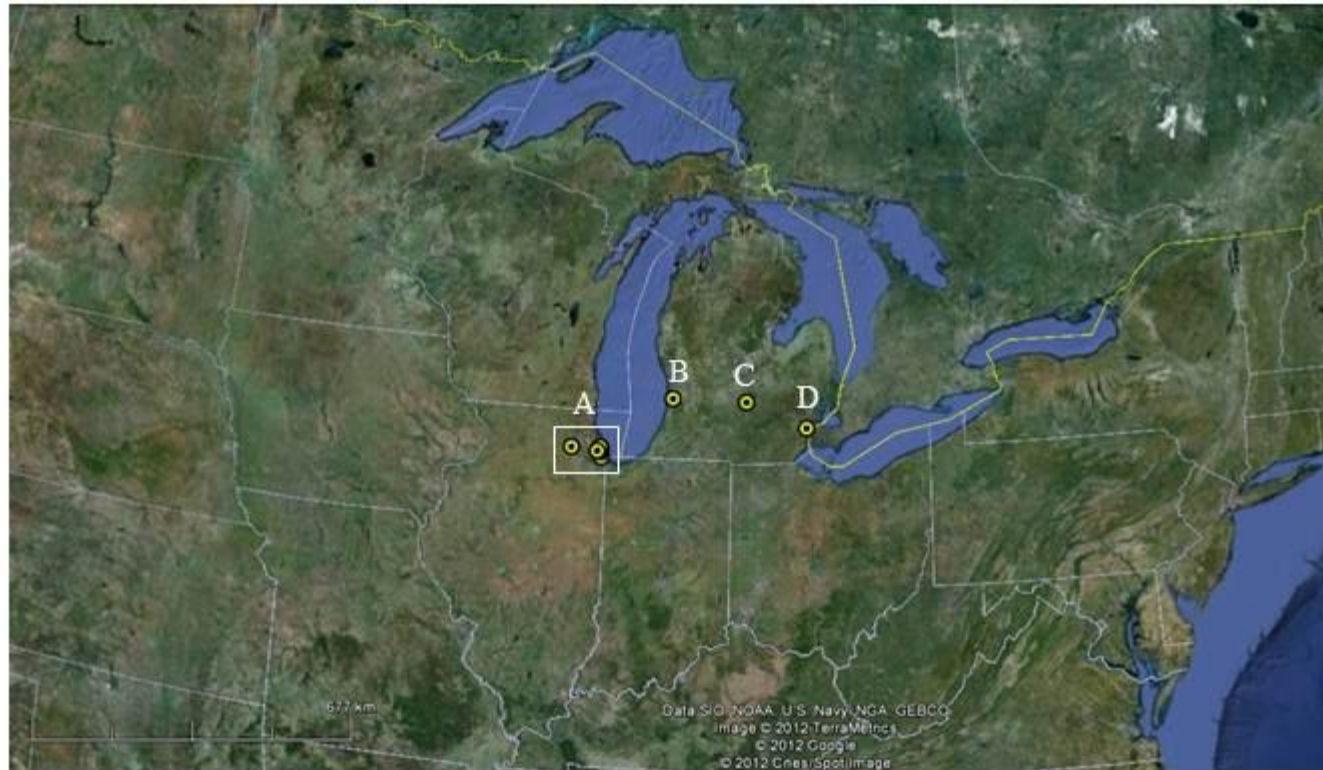 B
C
A
D
677 km
Data SIO, NOAA, U.S. Navy, NGA, GEBCO
Image © 2012 TerraMetrics
© 2012 Google
© 2012 Cnes/Spot Image